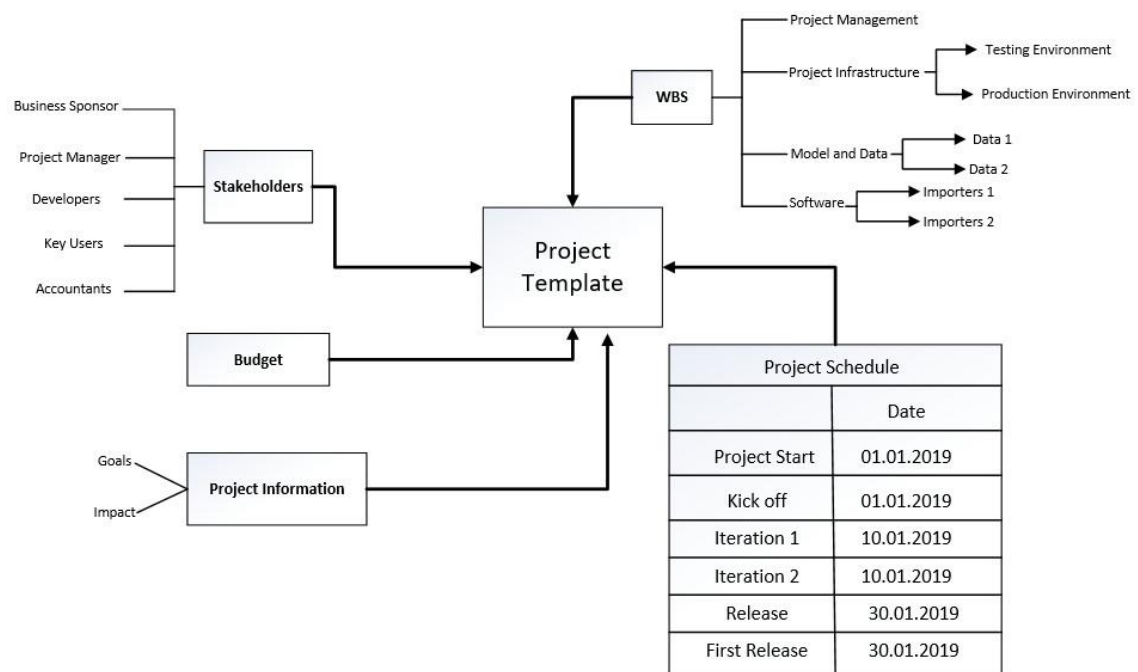 Project Management
Testing Environment
Project Infrastructure
WBS
Production Environment
Business Sponsor
Data 1
Project Manager
Model and Data
Stakeholders
Data 2
Importers 1
Developers
Software
Importers 2
Key Users
Project
Template
Accountants
Budget
Project Schedule
Date
Project Start 01.01.2019
Goals
Project Information
Kick off 01.01.2019
Impact
Iteration 1 10.01.2019
Iteration 2 10.01.2019
Release 30.01.2019
First Release 30.01.2019